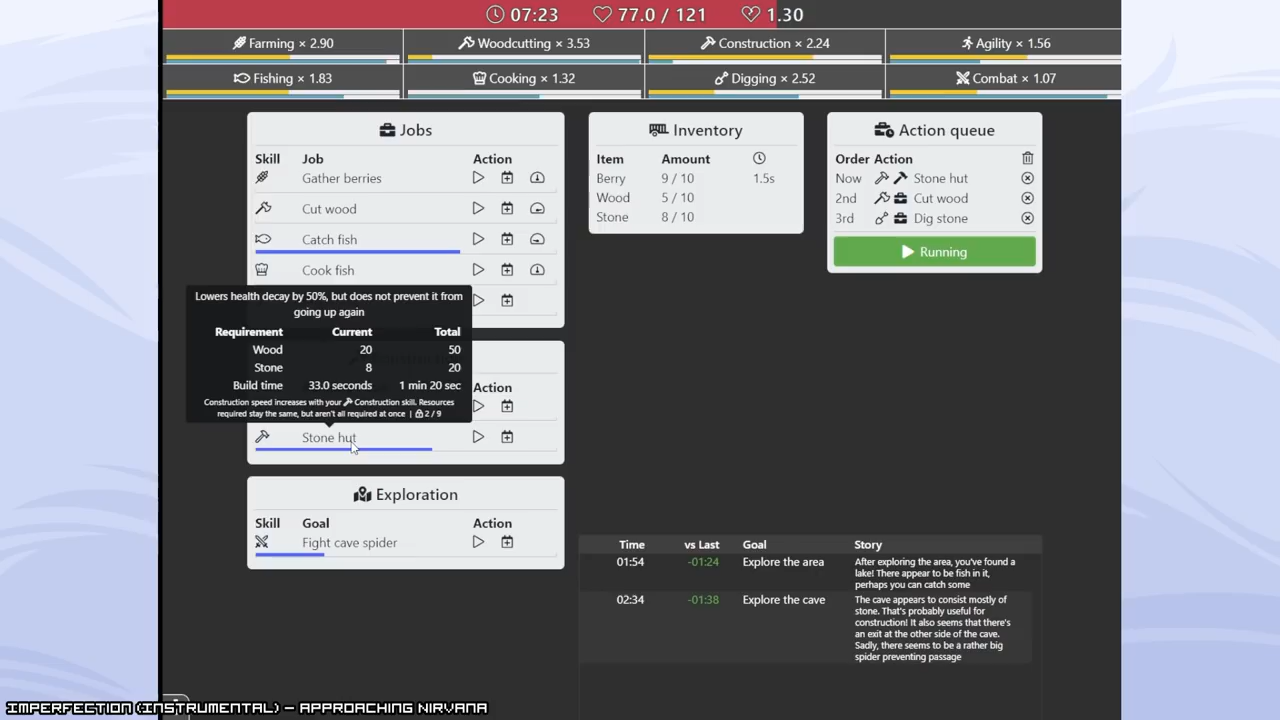 07:23 77.0 / 121 1.30
Farming × 2.90 Woodcutting × 3.53 Construction × 2.24 Agility × 1.56
Fishing × 1.83 Cooking × 1.32 Digging × 2.52 Combat × 1.07
Jobs
Skill Job Action
Gather berries
Cut wood
Catch fish
Cook fish
Lowers health decay by 50%, but does not prevent it from
going up again
Requirement Current Total
Wood 20 50
Stone 8 20
Build time 33.0 seconds 1 min 20 sec
Construction speed increases with your Construction skill. Resources
required stay the same, but aren't all required at once | 2 / 9
Action
Stone hut
Exploration
Skill Goal Action
Fight cave spider
Inventory
Item Amount
Berry 9 / 10 1.5s
Wood 5 / 10
Stone 8 / 10
Action queue
Order Action
Now Stone hut
2nd Cut wood
3rd Dig stone
Running
Time vs Last Goal Story
01:54 -01:24 Explore the area After exploring the area, you've found a
lake! There appear to be fish in it,
perhaps you can catch some
02:34 -01:38 Explore the cave The cave appears to consist mostly of
stone. That's probably useful for
construction! It also seems that there's
an exit at the other side of the cave.
Sadly, there seems to be a rather big
spider preventing passage
IMPERFECTION (INSTRUMENTAL) – APPROACHING NIRVANA